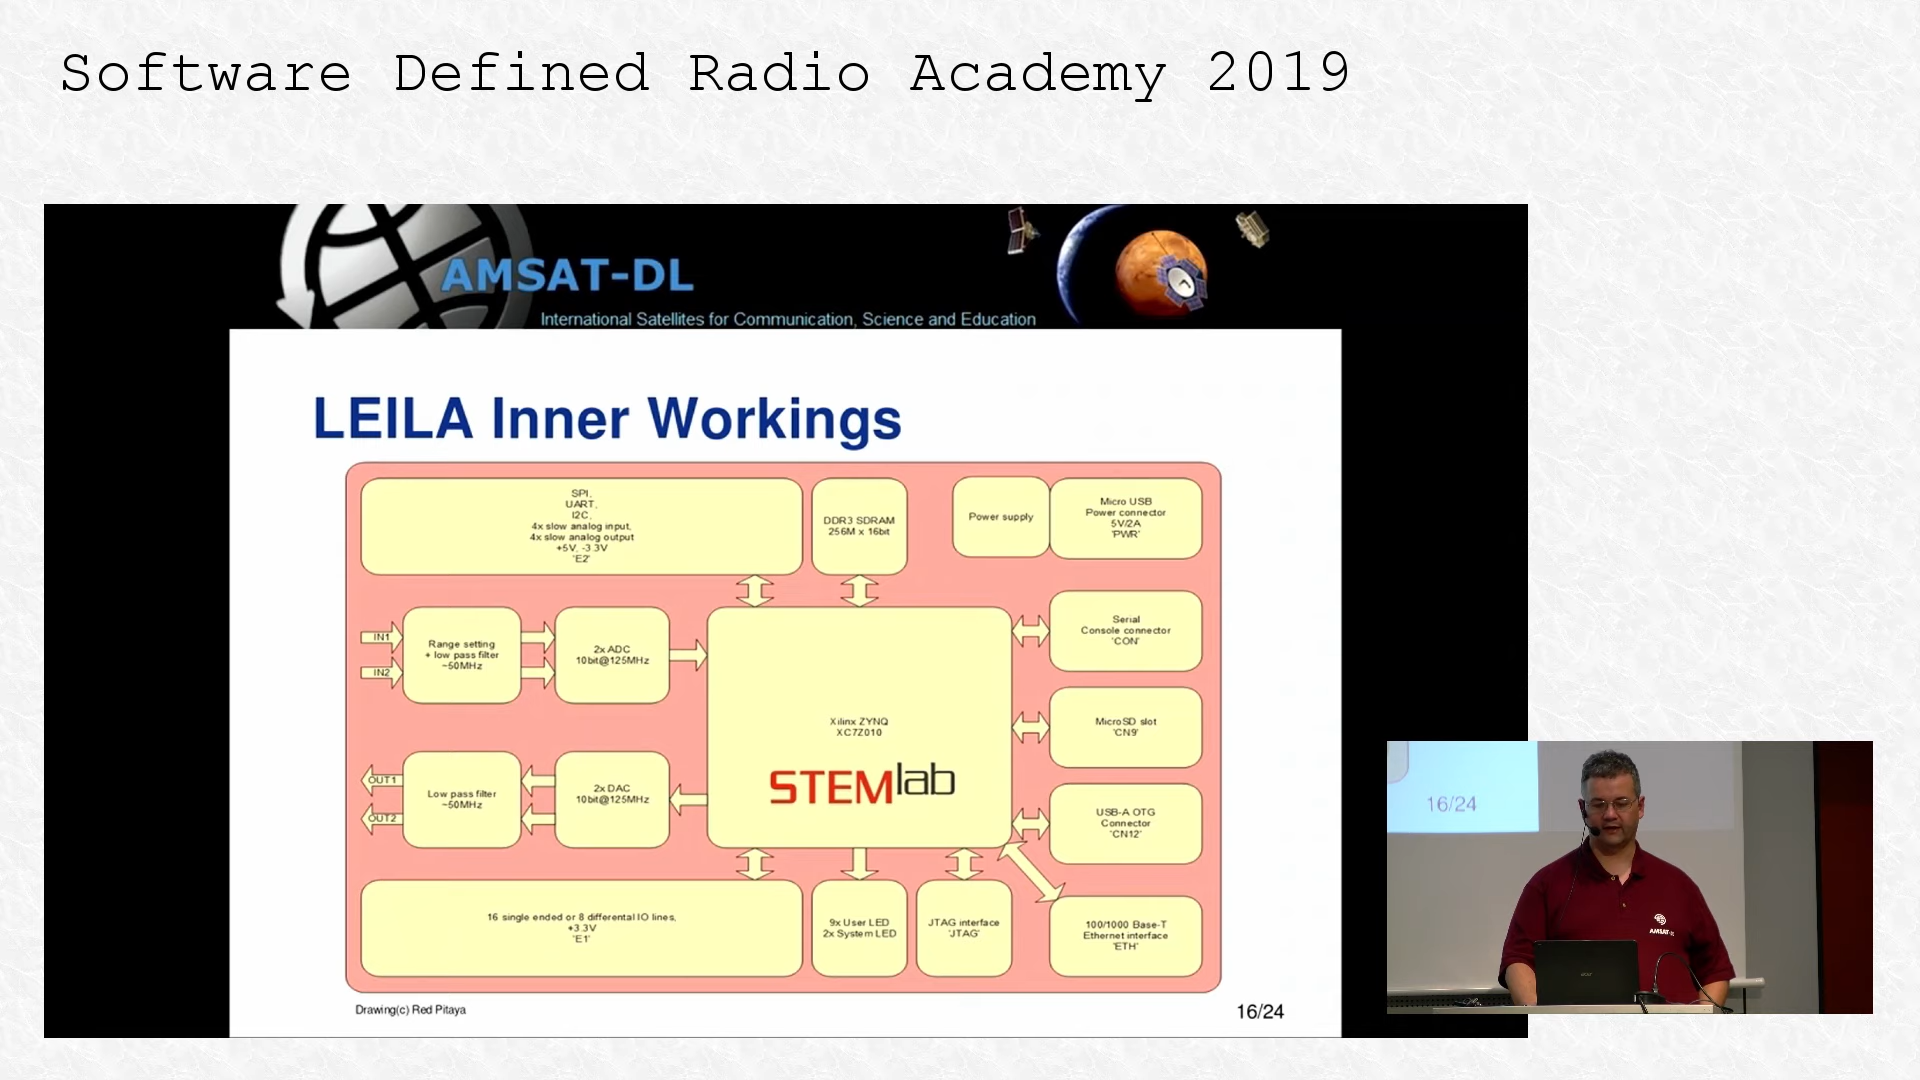 Software Defined Radio Academy 2019
AMSAT-DL
International Satellites for Communication, Science and Education
LEILA Inner Workings
SPI,
UART,
I2C,
4x slow analog input,
4x slow analog output
+5V, -3.3V
'E2'
DDR3 SDRAM
256M x 16bit
Power supply
Micro USB
Power connector
5V/2A
'PWR'
IN1
IN2
Range setting
+ low pass filter
~50MHz
2x ADC
10bit@125MHz
Serial
Console connector
'CON'
Xilinx ZYNQ
XC7Z010
STEMlab
MicroSD slot
'CN9'
OUT1
OUT2
Low pass filter
~50MHz
2x DAC
10bit@125MHz
USB-A OTG
Connector
'CN12'
16 single ended or 8 differential IO lines,
+3.3V
'E1'
9x User LED
2x System LED
JTAG interface
'JTAG'
100/1000 Base-T
Ethernet interface
'ETH'
Drawing(c) Red Pitaya
16/24
16/24